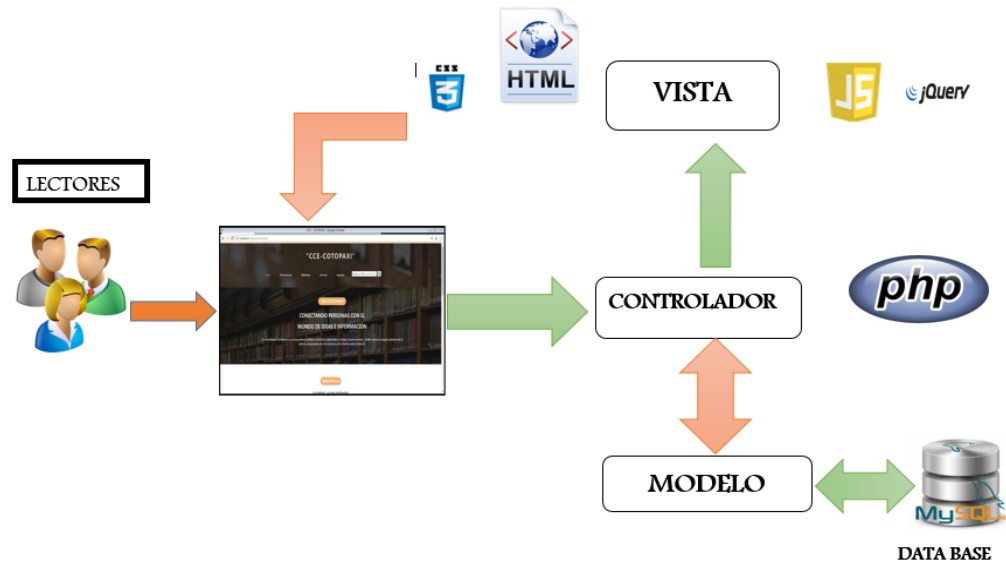 CSS
3
< >
HTML
VISTA
JS
jQuery
LECTORES
"CCE-COTOPAXI"
CONECTANDO PERSONAS CON EL
MUNDO DE IDEAS E INFORMACION
CONTROLADOR
php
MODELO
MySQL
DATA BASE